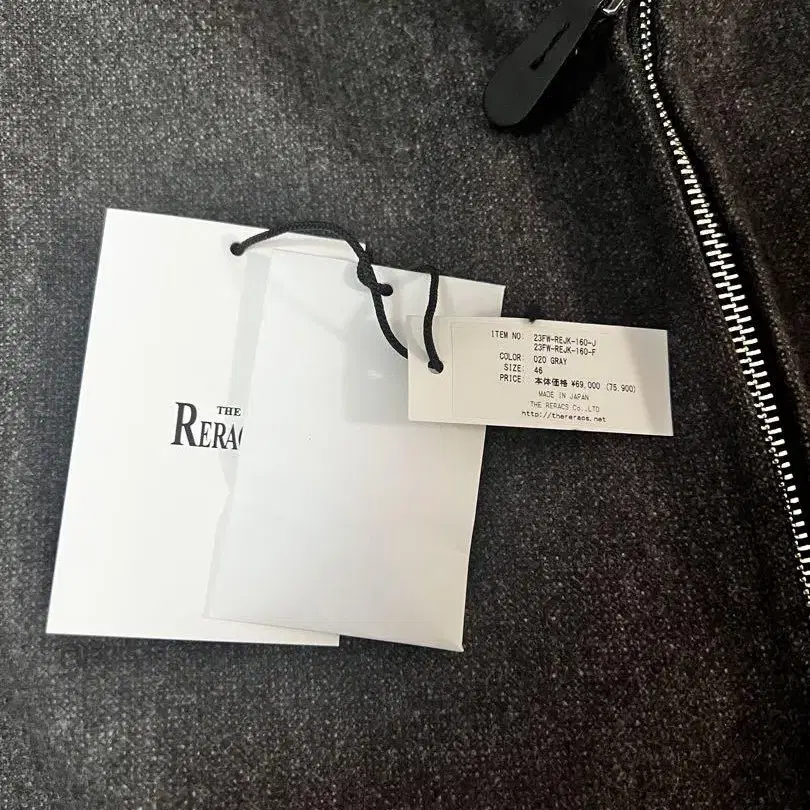 THE
RERAC
ITEM NO: 23FW-REJK-160-J
23FW-REJK-160-F
COLOR: 020 GRAY
SIZE: 46
PRICE: 本体価格 ¥69,000 (75,900)
MADE IN JAPAN
THE RERACS Co.,LTD
http://thereracs.net